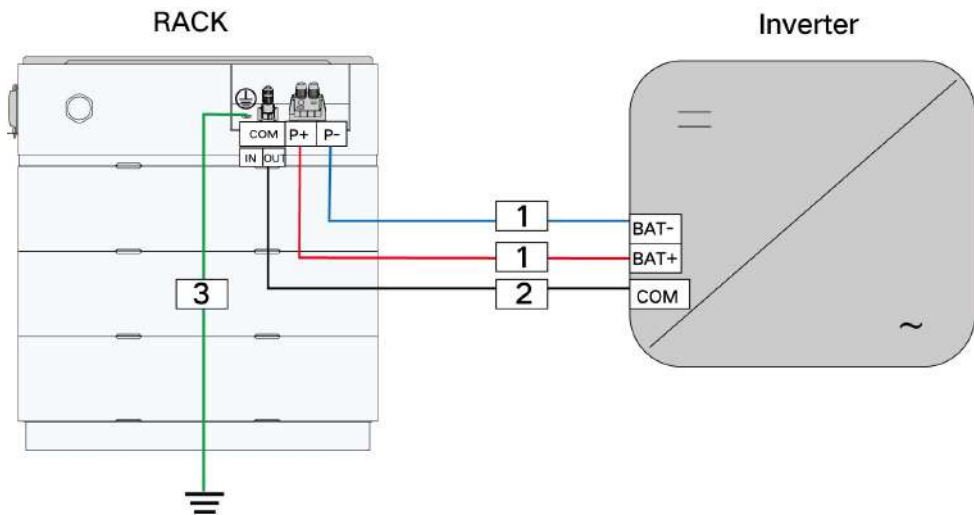 RACK
Inverter
COM P+ P-
IN OUT
1
BAT-
1
BAT+
3
2
COM
~